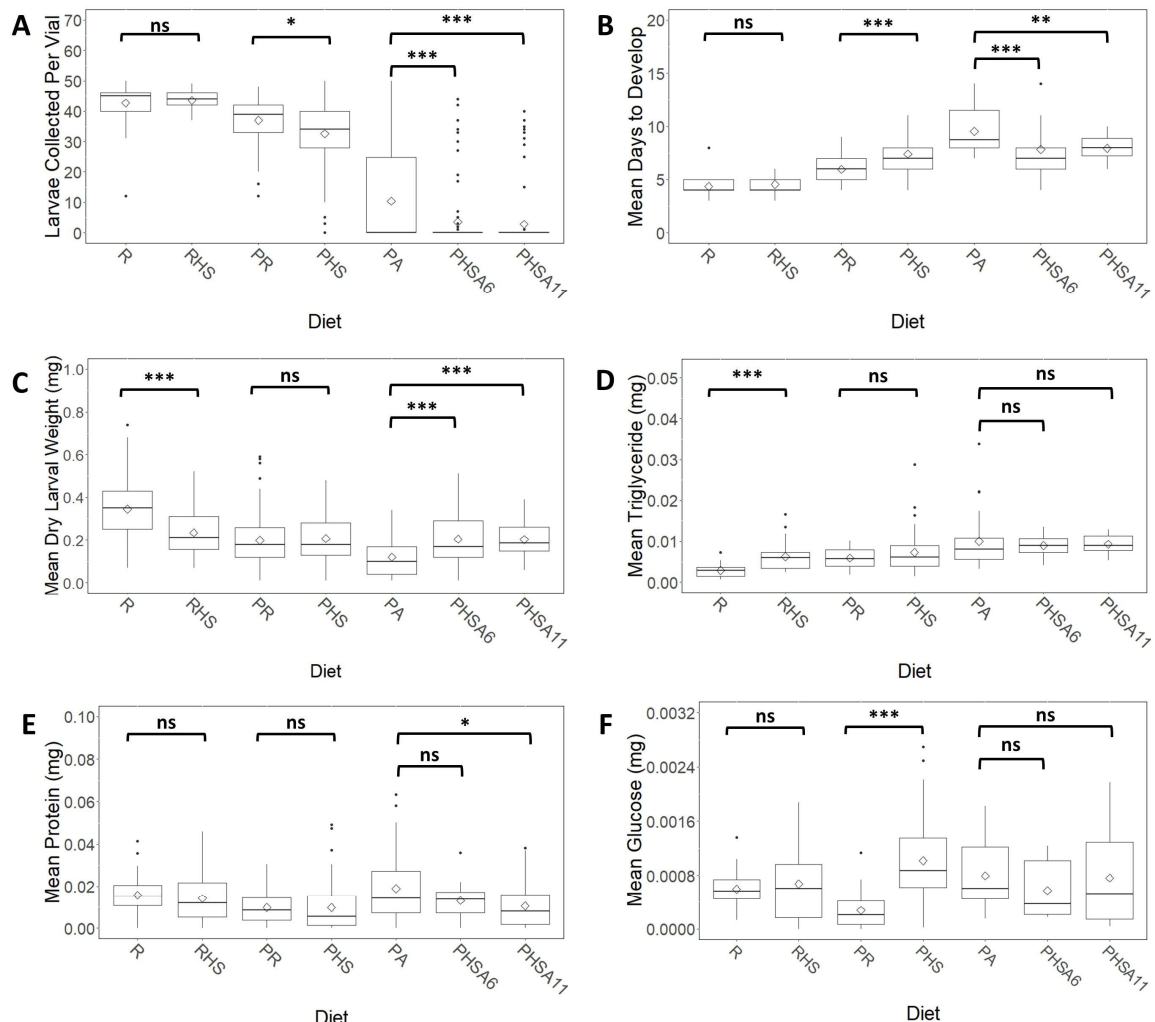 A
Larvae Collected Per Vial
70
60
50
40
30
20
10
0
ns
*
***
***
R
RHS
PR
PHS
PA
PHSA6
PHSA11
Diet
B
Mean Days to Develop
20
15
10
5
0
ns
***
**
***
R
RHS
PR
PHS
PA
PHSA6
PHSA11
Diet
C
Mean Dry Larval Weight (mg)
1.0
0.8
0.6
0.4
0.2
0.0
***
ns
***
***
R
RHS
PR
PHS
PA
PHSA6
PHSA11
Diet
D
Mean Triglyceride (mg)
0.05
0.04
0.03
0.02
0.01
0.00
***
ns
ns
ns
R
RHS
PR
PHS
PA
PHSA6
PHSA11
Diet
E
Mean Protein (mg)
0.10
0.08
0.06
0.04
0.02
0.00
ns
ns
*
ns
R
RHS
PR
PHS
PA
PHSA6
PHSA11
Diet
F
Mean Glucose (mg)
0.0032
0.0024
0.0016
0.0008
0.0000
ns
***
ns
ns
R
RHS
PR
PHS
PA
PHSA6
PHSA11
Diet